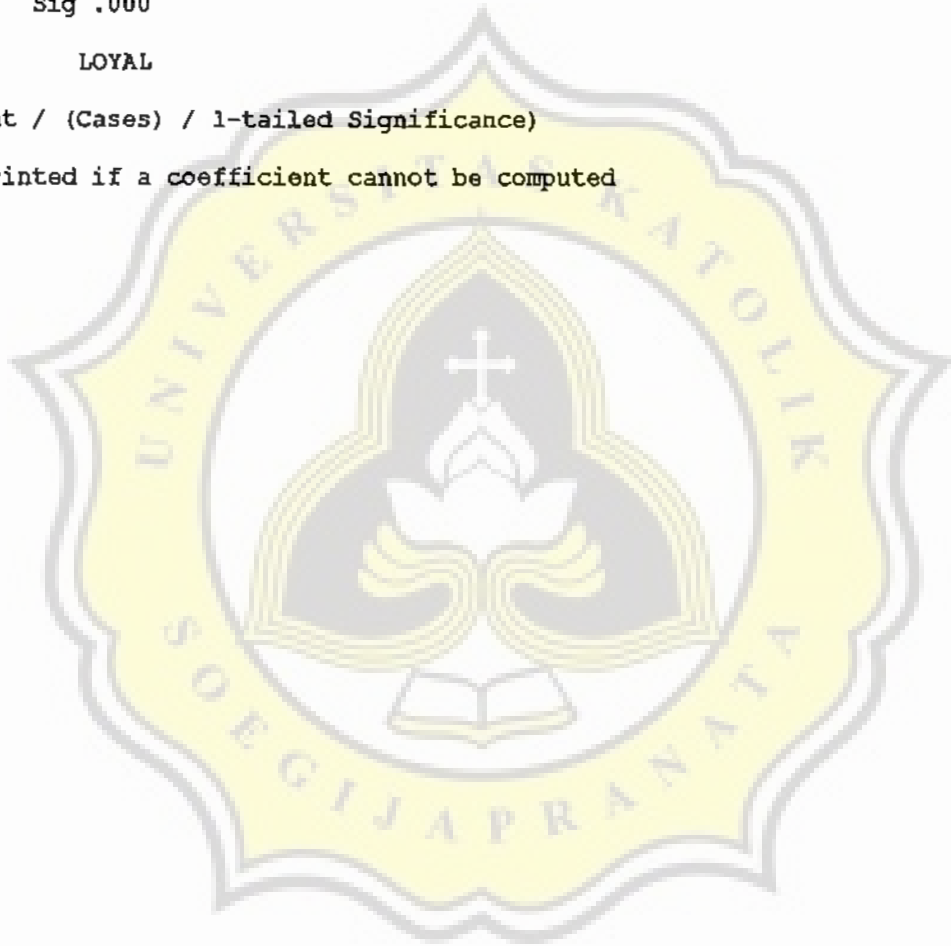 Sig .000
LOYAL
t / (Cases) / 1-tailed Significance)
inted if a coefficient cannot be computed
UNIVERSITAS KATOLIK
SOEGIJAPRANATA